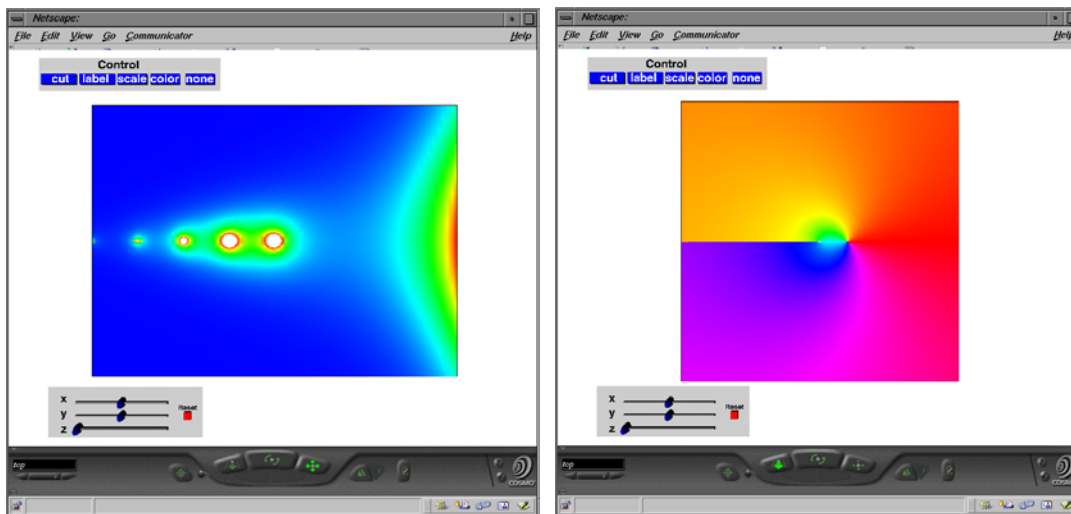 Netscape:
File Edit View Go Communicator Help
Control
cut label scale color none
x
y
z
Reset
top
COSMO
Netscape:
File Edit View Go Communicator Help
Control
cut label scale color none
x
y
z
Reset
top
COSMO